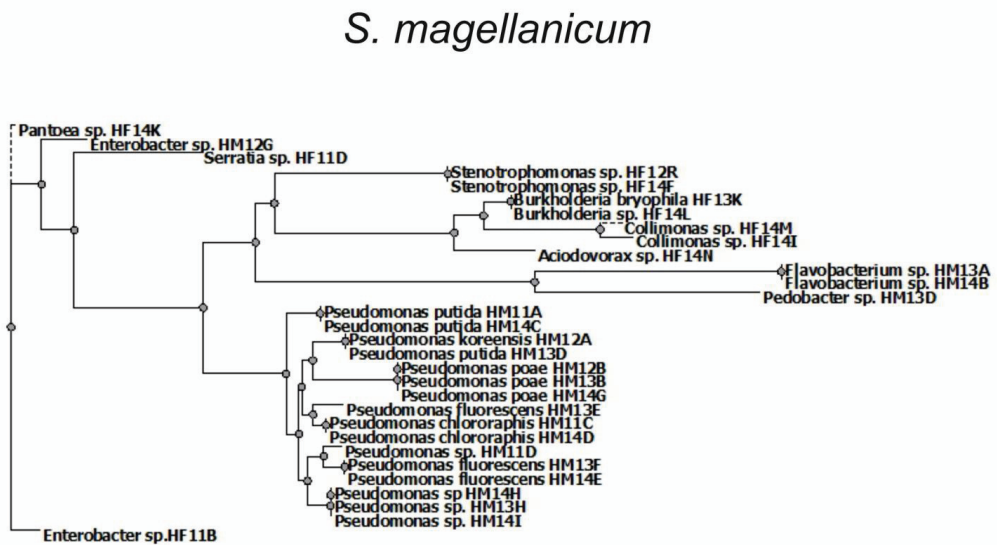 S. magellanicum
Pantoea sp. HF14K
Enterobacter sp. HM12G
Serratia sp. HF11D
Stenotrophomonas sp. HF12R
Stenotrophomonas sp. HF14F
Burkholderia bryophila HF13K
Burkholderia sp. HF14L
Collimonas sp. HF14M
Collimonas sp. HF14I
Aciodovorax sp. HF14N
Flavobacterium sp. HM13A
Flavobacterium sp. HM14B
Pedobacter sp. HM13D
Pseudomonas putida HM11A
Pseudomonas putida HM14C
Pseudomonas koreensis HM12A
Pseudomonas putida HM13D
Pseudomonas poae HM12B
Pseudomonas poae HM13B
Pseudomonas poae HM14G
Pseudomonas fluorescens HM13E
Pseudomonas chlororaphis HM11C
Pseudomonas chlororaphis HM14D
Pseudomonas sp. HM11D
Pseudomonas fluorescens HM13F
Pseudomonas fluorescens HM14E
Pseudomonas sp HM14H
Pseudomonas sp. HM13H
Pseudomonas sp. HM14I
Enterobacter sp.HF11B